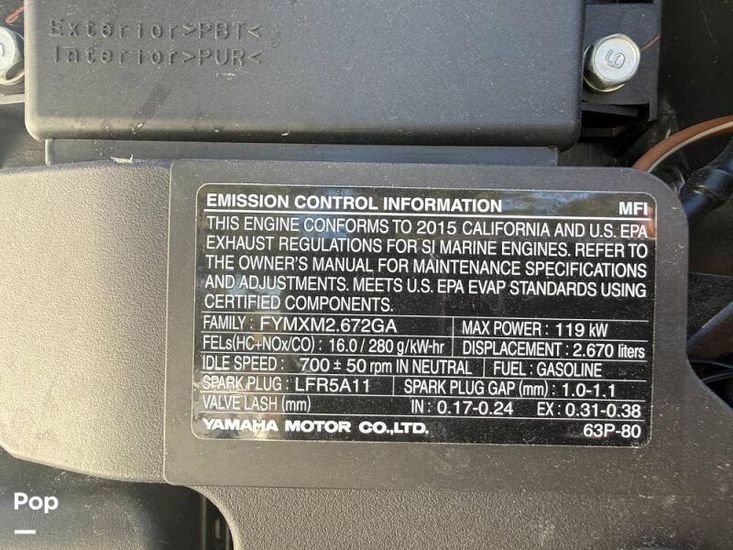 Exterior>PBT<
Interior>PUR<
9
EMISSION CONTROL INFORMATION MFI
THIS ENGINE CONFORMS TO 2015 CALIFORNIA AND U.S. EPA
EXHAUST REGULATIONS FOR SI MARINE ENGINES. REFER TO
THE OWNER'S MANUAL FOR MAINTENANCE SPECIFICATIONS
AND ADJUSTMENTS. MEETS U.S. EPA EVAP STANDARDS USING
CERTIFIED COMPONENTS.
FAMILY : FYMXM2.672GA MAX POWER : 119 kW
FELs(HC+NOx/CO) : 16.0 / 280 g/kW-hr DISPLACEMENT : 2.670 liters
IDLE SPEED : 700 ± 50 rpm IN NEUTRAL FUEL : GASOLINE
SPARK PLUG : LFR5A11 SPARK PLUG GAP (mm) : 1.0-1.1
VALVE LASH (mm) IN : 0.17-0.24 EX : 0.31-0.38
YAMAHA MOTOR CO.,LTD. 63P-80
Pop